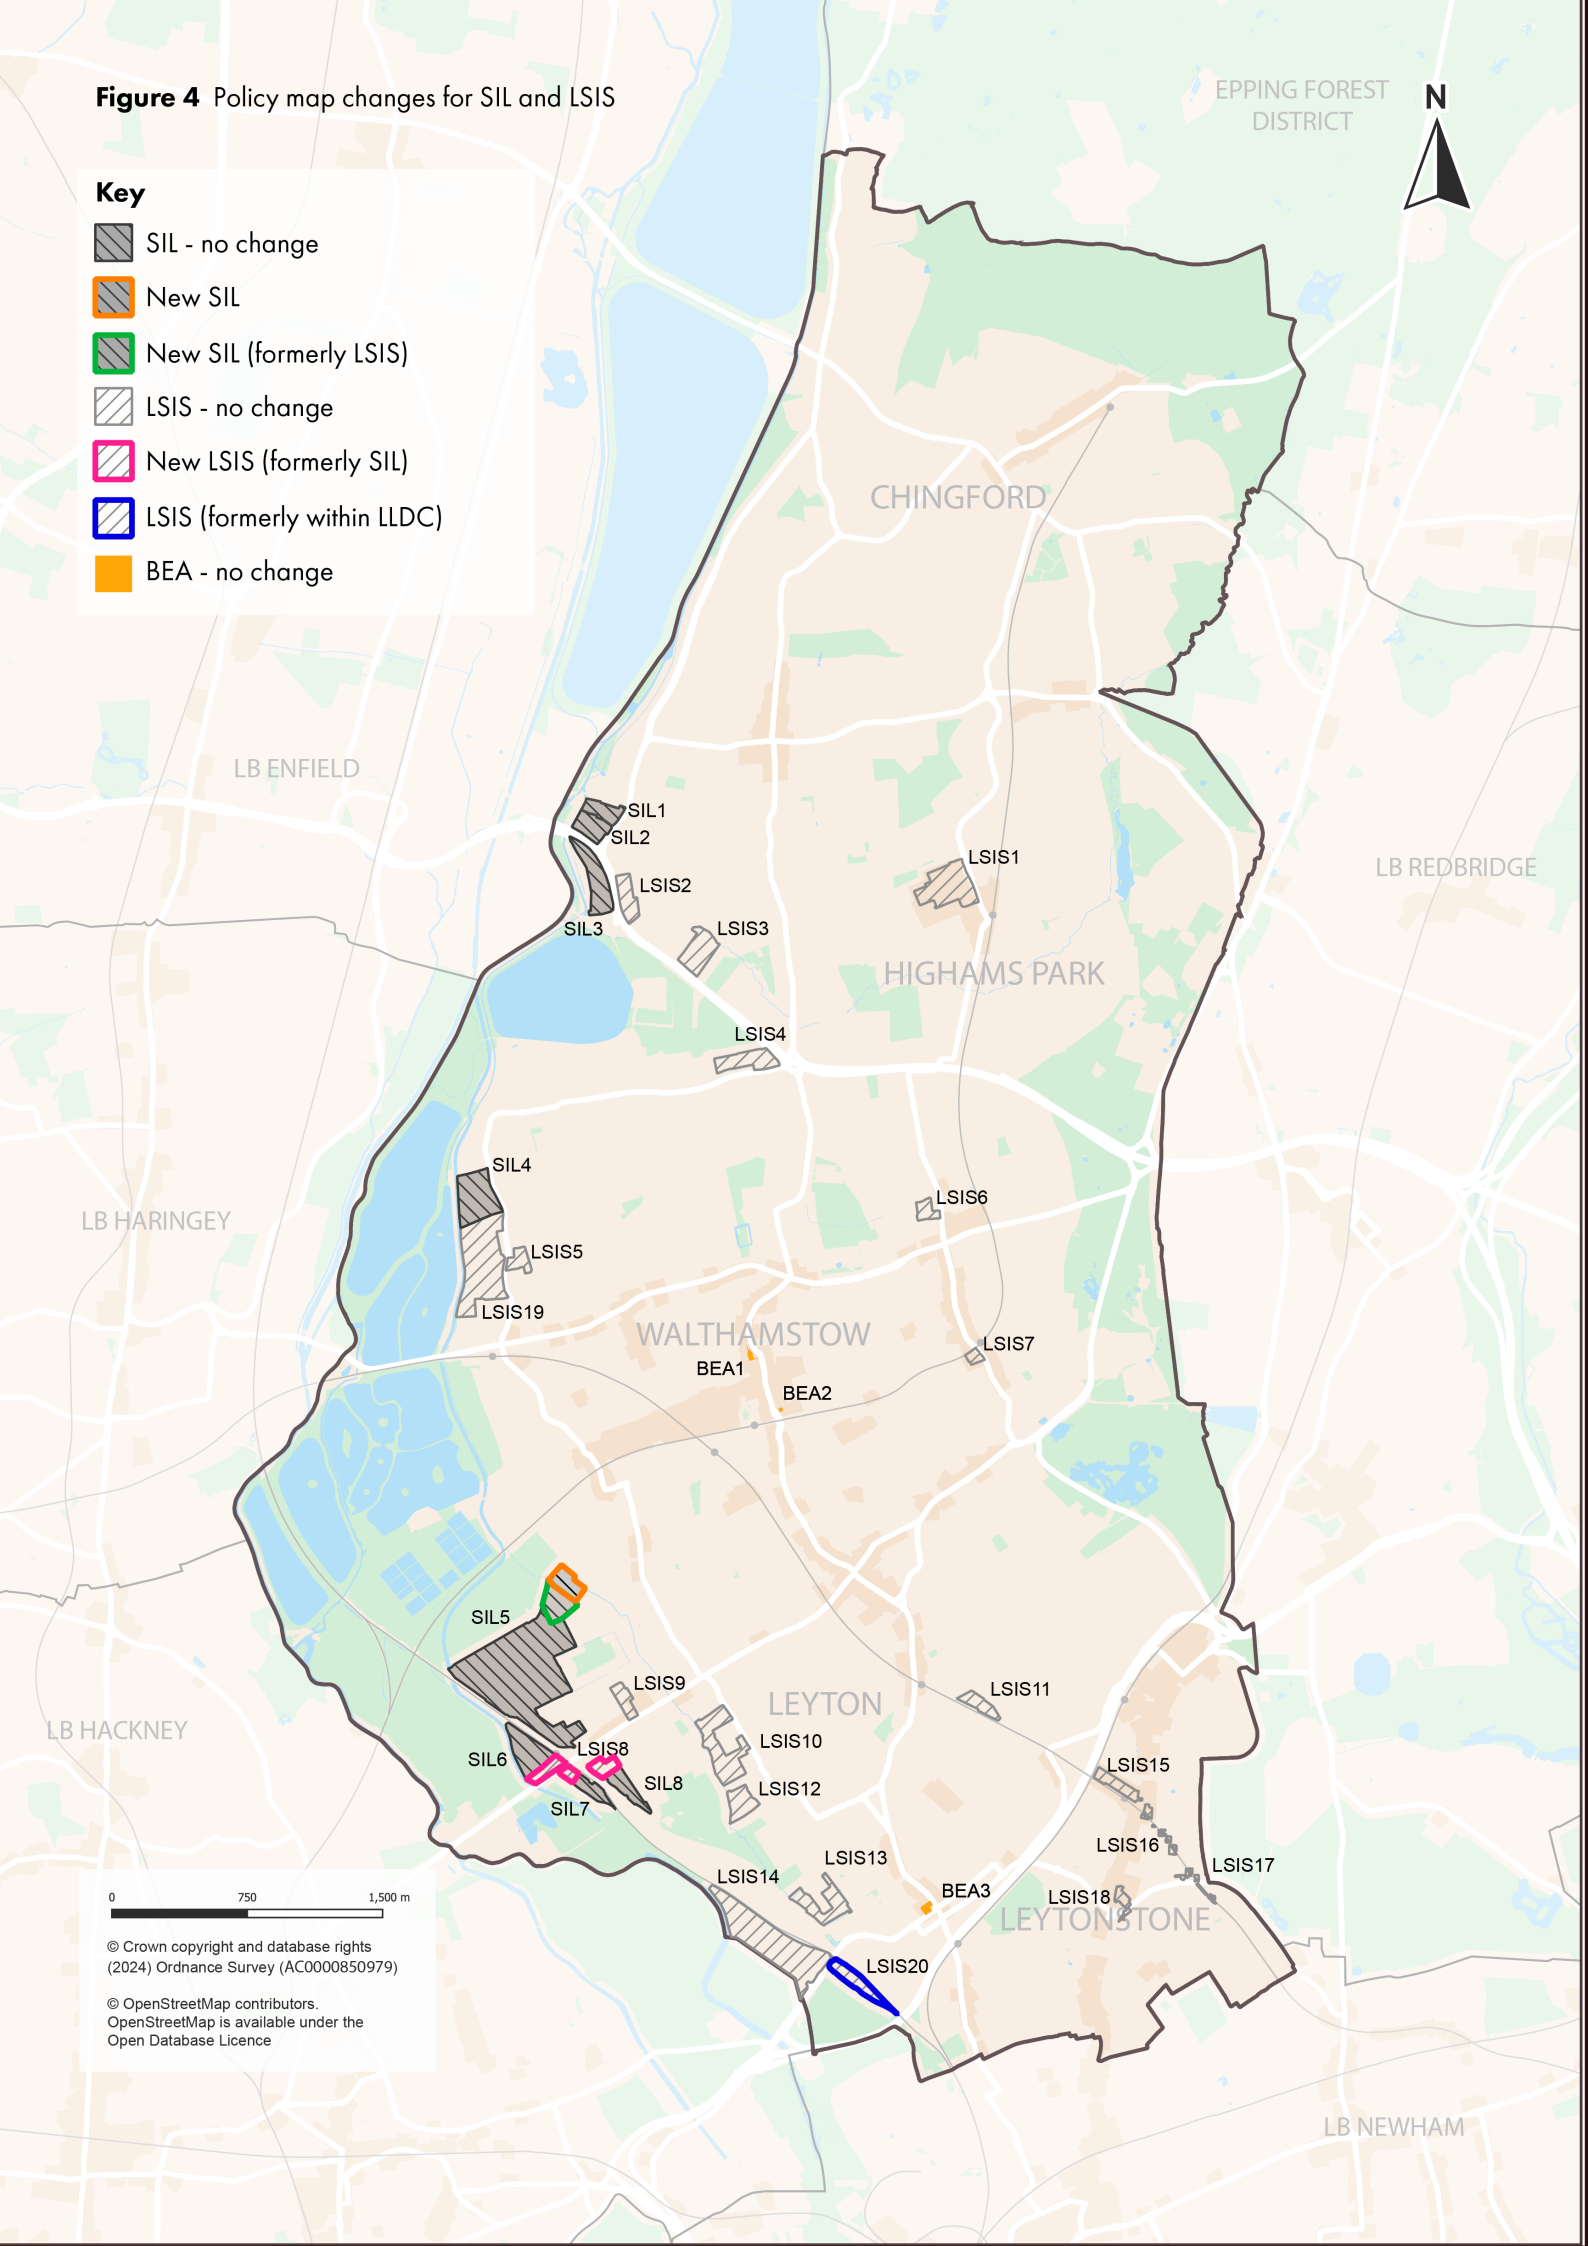 Figure 4 Policy map changes for SIL and LSIS
EPPING FOREST
DISTRICT
N
Key
SIL - no change
New SIL
New SIL (formerly LSIS)
LSIS - no change
New LSIS (formerly SIL)
LSIS (formerly within LLDC)
BEA - no change
CHINGFORD
LB ENFIELD
SIL1
SIL2
LSIS1
LB REDBRIDGE
LSIS2
SIL3
LSIS3
HIGHAMS PARK
LSIS4
SIL4
LSIS6
LB HARINGEY
LSIS5
LSIS19
WALTHAMSTOW
LSIS7
BEA1
BEA2
SIL5
LSIS9
LSIS11
LEYTON
LB HACKNEY
LSIS10
LSIS8
SIL6
LSIS15
SIL8
LSIS12
SIL7
LSIS16
LSIS13
LSIS17
LSIS14
BEA3
LSIS18
LEYTONSTONE
LSIS20
0 750 1,500 m
© Crown copyright and database rights
(2024) Ordnance Survey (AC0000850979)
© OpenStreetMap contributors.
OpenStreetMap is available under the
Open Database Licence
LB NEWHAM